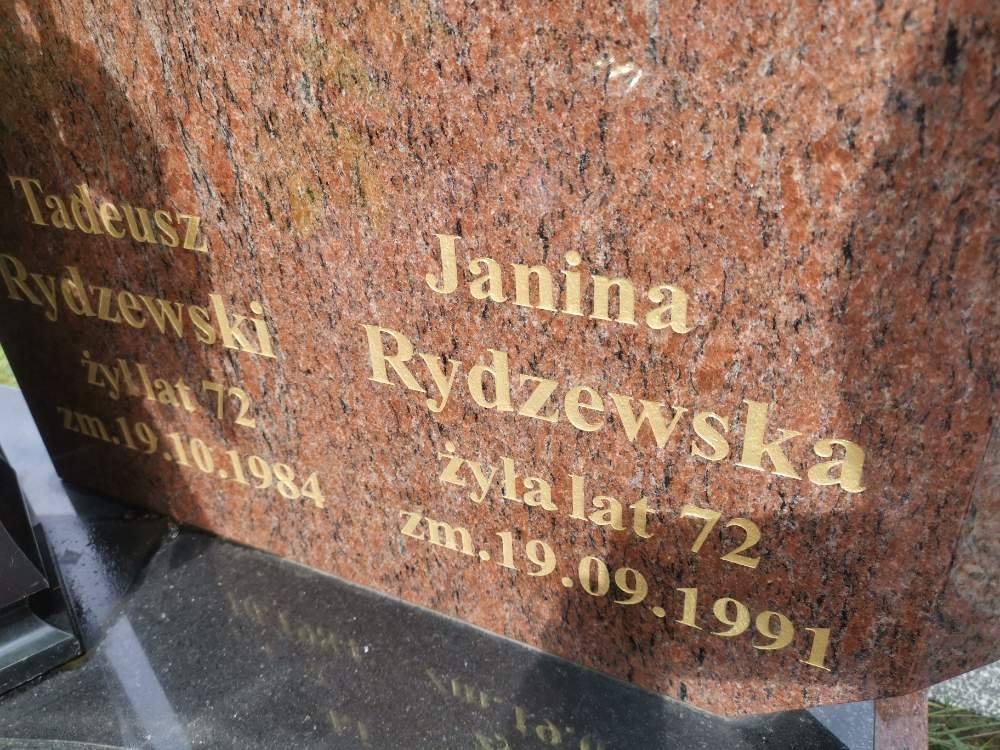 Tadeusz
Rydzewski
żył lat 72
zm.19.10.1984
Janina
Rydzewska
żyła lat 72
zm.19.09.1991